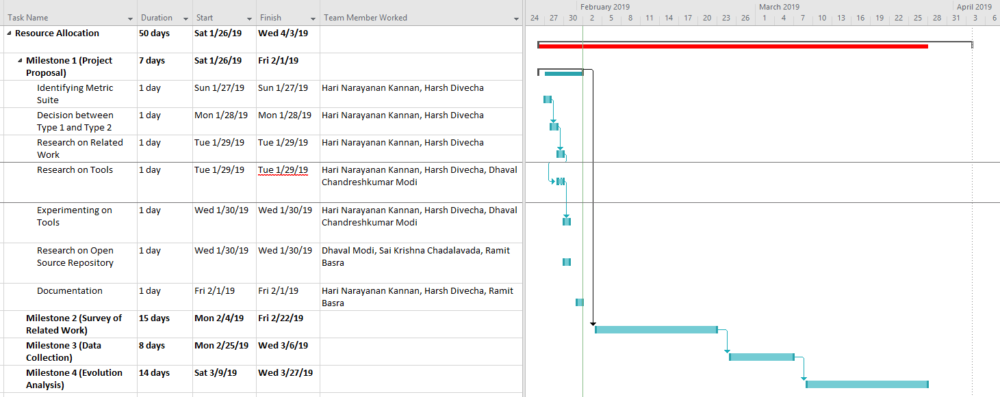 February 2019 March 2019 April 2019
Task Name Duration Start Finish Team Member Worked 24 27 30 2 5 8 11 14 17 20 23 26 1 4 7 10 13 16 19 22 25 28 31 3 6
Resource Allocation 50 days Sat 1/26/19 Wed 4/3/19
Milestone 1 (Project 7 days Sat 1/26/19 Fri 2/1/19
Proposal)
Identifying Metric 1 day Sun 1/27/19 Sun 1/27/19 Hari Narayanan Kannan, Harsh Divecha
Suite
Decision between 1 day Mon 1/28/19 Mon 1/28/19 Hari Narayanan Kannan, Harsh Divecha
Type 1 and Type 2
Research on Related 1 day Tue 1/29/19 Tue 1/29/19 Hari Narayanan Kannan, Harsh Divecha
Work
Research on Tools 1 day Tue 1/29/19 Tue 1/29/19 Hari Narayanan Kannan, Harsh Divecha, Dhaval
Chandreshkumar Modi
Experimenting on 1 day Wed 1/30/19 Wed 1/30/19 Hari Narayanan Kannan, Harsh Divecha, Dhaval
Tools Chandreshkumar Modi
Research on Open 1 day Wed 1/30/19 Wed 1/30/19 Dhaval Modi, Sai Krishna Chadalavada, Ramit
Source Repository Basra
Documentation 1 day Fri 2/1/19 Fri 2/1/19 Hari Narayanan Kannan, Harsh Divecha, Ramit
Basra
Milestone 2 (Survey of 15 days Mon 2/4/19 Fri 2/22/19
Related Work)
Milestone 3 (Data 8 days Mon 2/25/19 Wed 3/6/19
Collection)
Milestone 4 (Evolution 14 days Sat 3/9/19 Wed 3/27/19
Analysis)